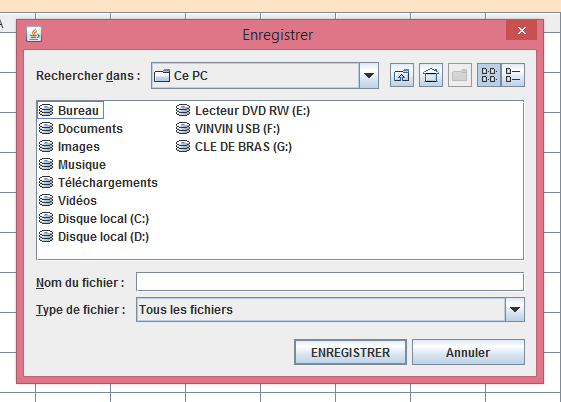 A
Enregistrer
Rechercher dans : Ce PC
Bureau
Documents
Images
Musique
Téléchargements
Vidéos
Disque local (C:)
Disque local (D:)
Lecteur DVD RW (E:)
VINVIN USB (F:)
CLE DE BRAS (G:)
Nom du fichier :
Type de fichier : Tous les fichiers
ENREGISTRER Annuler